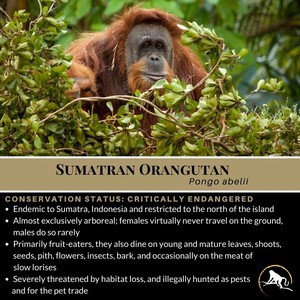 SUMATRAN ORANGUTAN
Pongo abelii
CONSERVATION STATUS: CRITICALLY ENDANGERED
• Endemic to Sumatra, Indonesia and restricted to the north of the island
• Almost exclusively arboreal; females virtually never travel on the ground,
males do so rarely
• Primarily fruit-eaters, they also dine on young and mature leaves, shoots,
seeds, pith, flowers, insects, bark, and occasionally on the meat of
slow lorises
• Severely threatened by habitat loss, and illegally hunted as pests
and for the pet trade